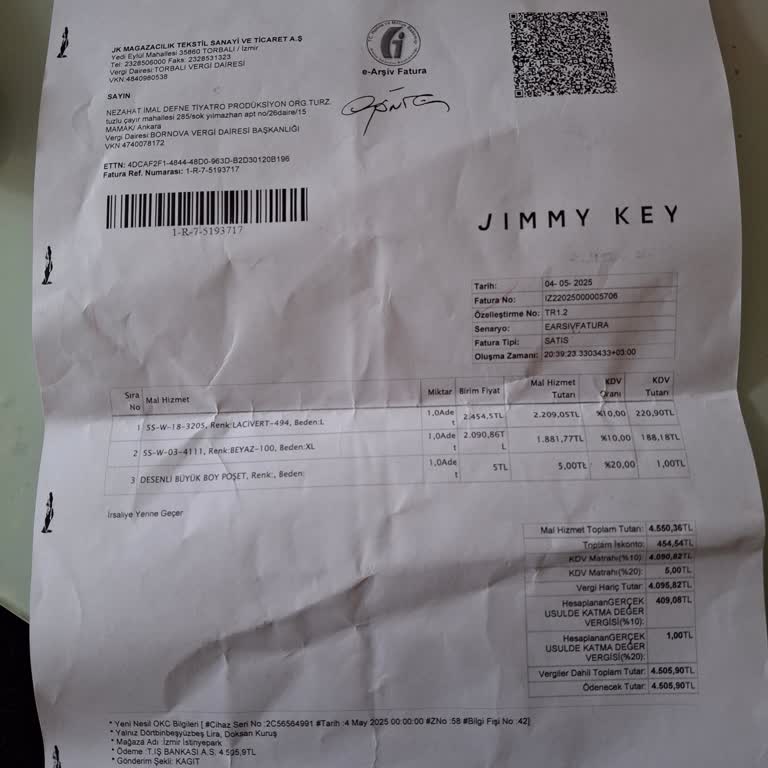 JK MAGAZACILIK TEKSTİL SANAYİ VE TİCARET A.Ş
Yedi Eylül Mahallesi 35860 TORBALI / İzmir
Tel: 2328506000 Faks: 2328531323
Vergi Dairesi:TORBALI VERGİ DAİRESİ
VKN:4840980538
e-Arşiv Fatura
SAYIN
NEZAHAT İMAL DEFNE TİYATRO PRODÜKSİYON ORG.TURZ.
tuzlu çayır mahallesi 285/sok yılmazhan apt no/26daire/15
MAMAK/ Ankara
Vergi Dairesi:BORNOVA VERGİ DAİRESİ BAŞKANLIĞI
VKN 4740078172
ETTN: 4DCAF2F1-4844-48D0-963D-B2D30120B196
Fatura Ref. Numarası: 1-R-7-5193717
1-R-7-5193717
JIMMY KEY
Tarih: 04- 05- 2025
Fatura No: IZ22025000005706
Özelleştirme No: TR1.2
Senaryo: EARSIVFATURA
Fatura Tipi: SATIS
Oluşma Zamanı: 20:39:23.3303433+03:00
Sıra No Mal Hizmet Miktar Birim Fiyat Mal Hizmet Tutarı KDV Oranı KDV Tutarı
1 SS-W-18-3205, Renk:LACİVERT-494, Beden:L 1,0Adet 2.454,5TL 2.209,05TL %10,00 220,90TL
2 SS-W-03-4111, Renk:BEYAZ-100, Beden:XL 1,0Adet 2.090,86TL 1.881,77TL %10,00 188,18TL
3 DESENLİ BÜYÜK BOY POŞET, Renk:, Beden: 1,0Adet 5TL 5,00TL %20,00 1,00TL
İrsaliye Yerine Geçer
Mal Hizmet Toplam Tutarı: 4.550,36TL
Toplam İskonto: 454,54TL
KDV Matrahı(%10): 4.090,82TL
KDV Matrahı(%20): 5,00TL
Vergi Hariç Tutar: 4.095,82TL
HesaplananGERÇEK USULDE KATMA DEĞER VERGİSİ(%10): 409,08TL
HesaplananGERÇEK USULDE KATMA DEĞER VERGİSİ(%20): 1,00TL
Vergiler Dahil Toplam Tutar: 4.505,90TL
Ödenecek Tutar: 4.505,90TL
* Yeni Nesil OKC Bilgileri [ #Cihaz Seri No :2C56564991 #Tarih :4 May 2025 00:00:00 #ZNo :58 #Bilgi Fişi No :42]
* Yalnız Dörtbinbeşyüzbeş Lira, Doksan Kuruş
* Mağaza Adı :İzmir İstinyepark
* Ödeme :T.İŞ BANKASI A.S. 4.505,9TL
* Gönderim Şekli: KAGIT